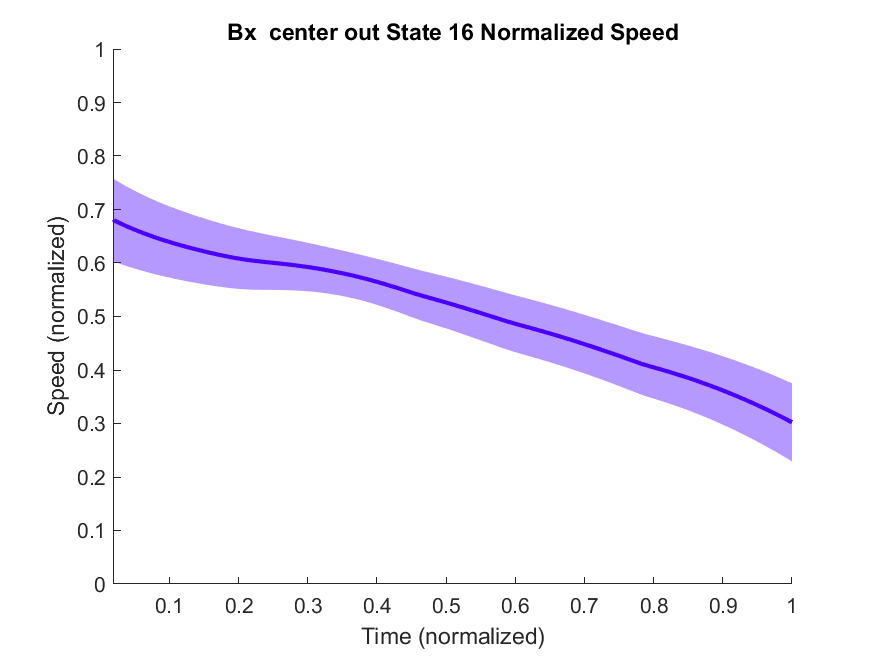 Bx  center out State 16 Normalized Speed
1
0.9
0.8
0.7
0.6
0.5
0.4
0.3
0.2
0.1
0
Speed (normalized)
0.1 0.2 0.3 0.4 0.5 0.6 0.7 0.8 0.9 1
Time (normalized)